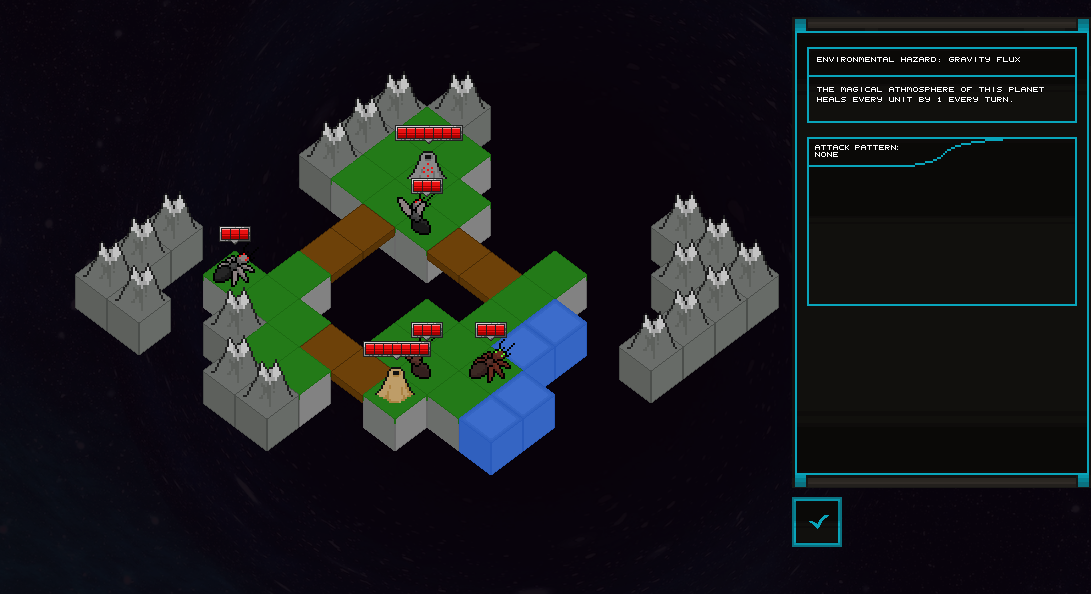 ENVIRONMENTAL HAZARD: GRAVITY FLUX
THE MAGICAL ATHMOSPHERE OF THIS PLANET
HEALS EVERY UNIT BY 1 EVERY TURN.
ATTACK PATTERN:
NONE